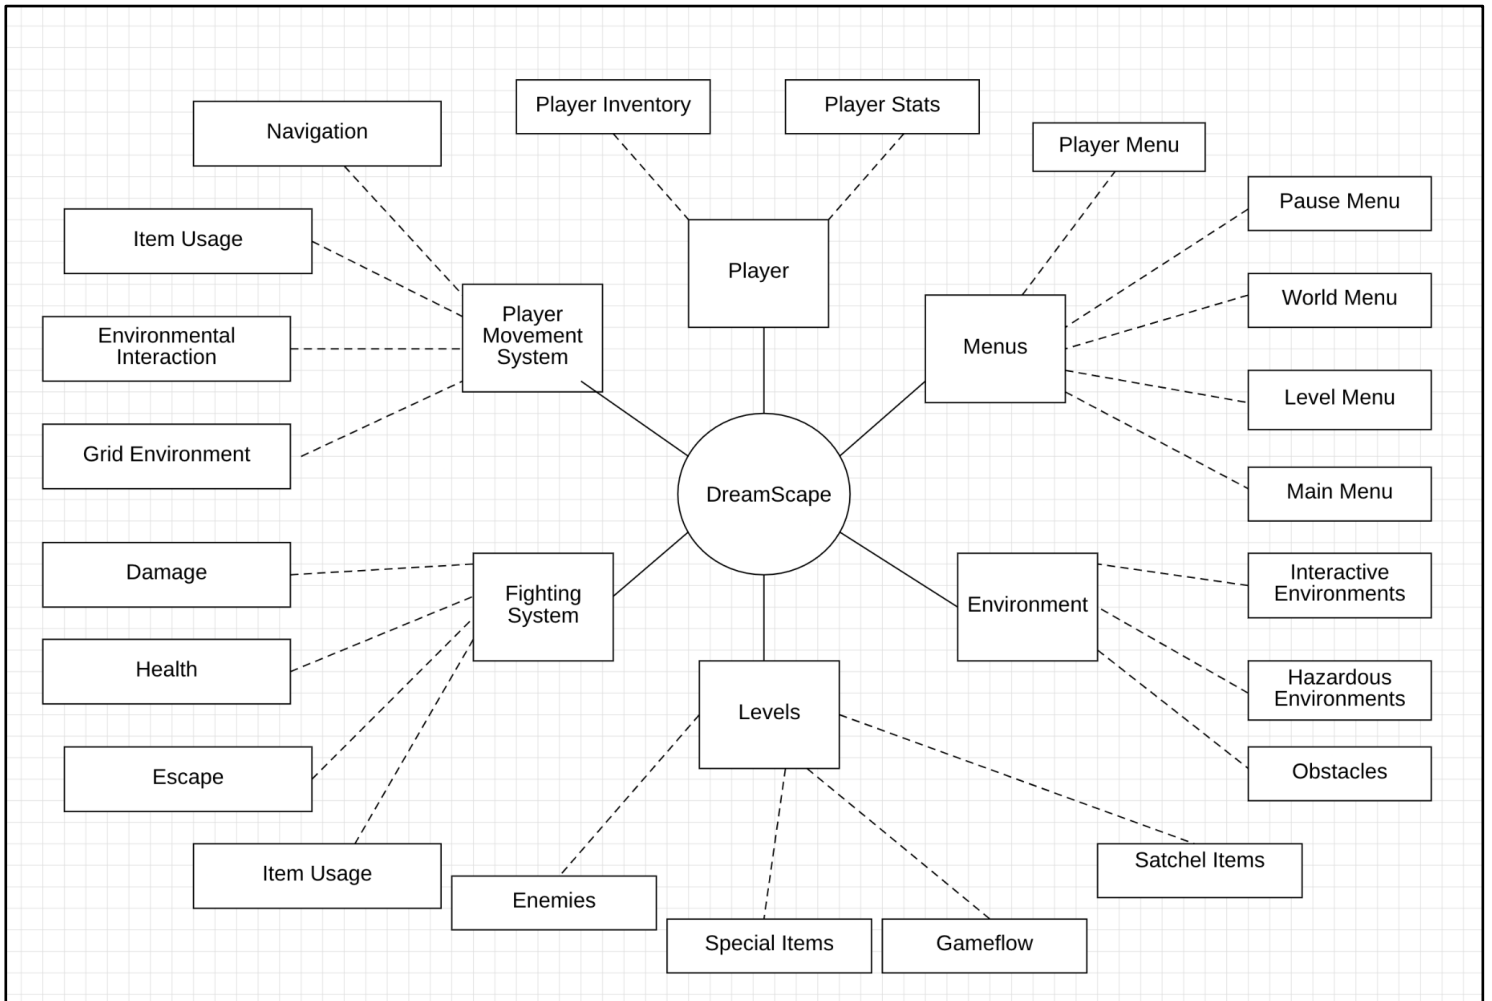 Player Inventory
Player Stats
Navigation
Player Menu
Pause Menu
Item Usage
Player
World Menu
Environmental
Interaction
Player
Movement
System
Menus
Level Menu
Grid Environment
DreamScape
Main Menu
Damage
Fighting
System
Environment
Interactive
Environments
Health
Hazardous
Environments
Levels
Escape
Obstacles
Item Usage
Satchel Items
Enemies
Special Items
Gameflow